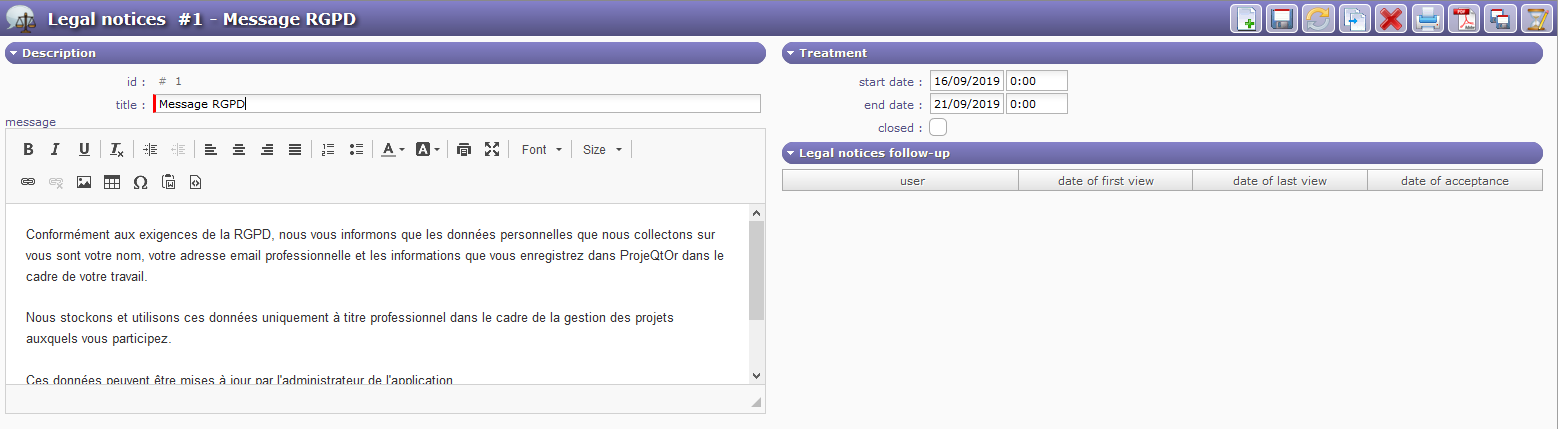 Legal notices #1 - Message RGPD
Description
id : # 1
title : Message RGPD
message
B I U Tx
Font Size
Conformément aux exigences de la RGPD, nous vous informons que les données personnelles que nous collectons sur
vous sont votre nom, votre adresse email professionnelle et les informations que vous enregistrez dans ProjeQtOr dans le
cadre de votre travail.
Nous stockons et utilisons ces données uniquement à titre professionnel dans le cadre de la gestion des projets
auxquels vous participez.
Ces données peuvent être mises à jour par l'administrateur de l'application
Treatment
start date : 16/09/2019 0:00
end date : 21/09/2019 0:00
closed :
Legal notices follow-up
user date of first view date of last view date of acceptance